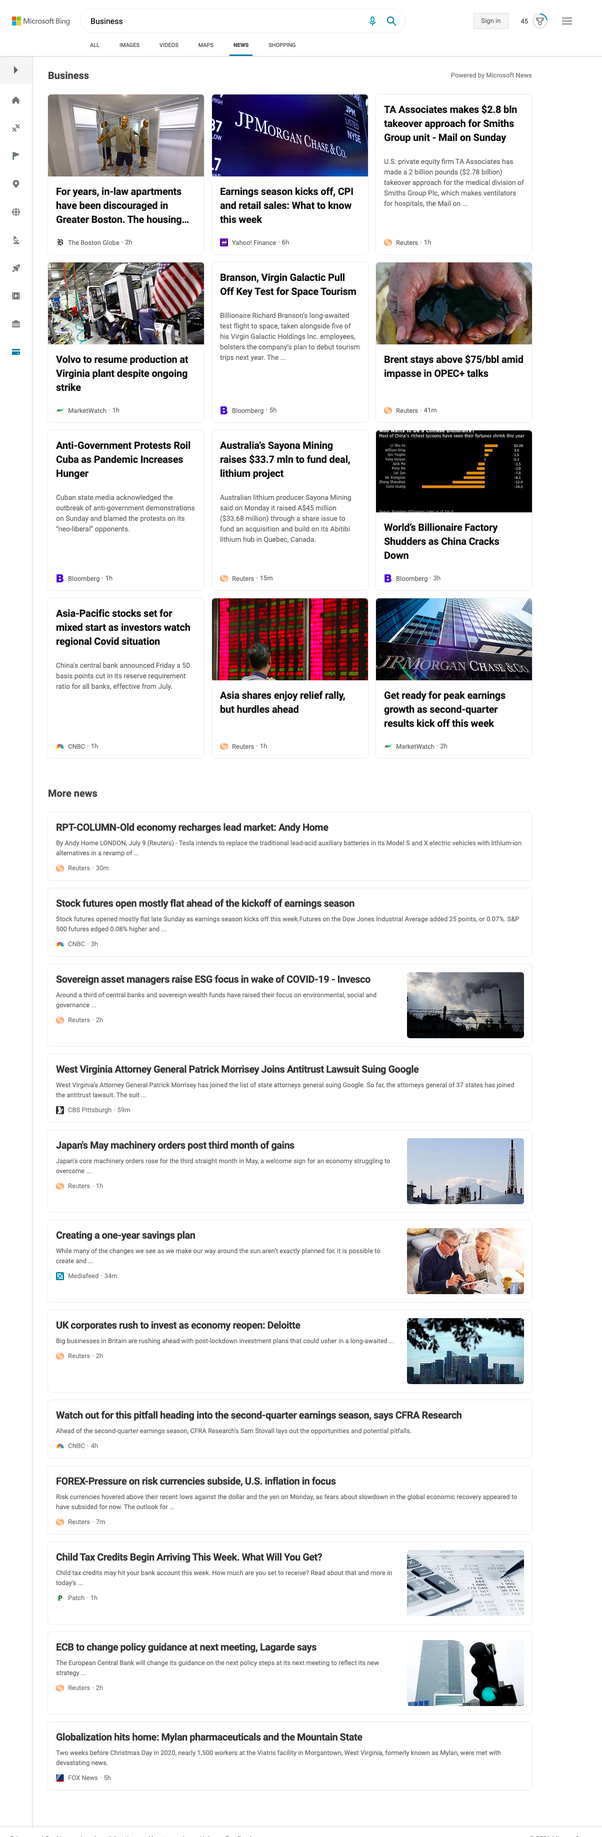 Microsoft Bing
Business
Sign in
45
ALL
IMAGES
VIDEOS
MAPS
NEWS
SHOPPING
Business
Powered by Microsoft News
For years, in-law apartments
have been discouraged in
Greater Boston. The housing...
The Boston Globe · 2h
JPMORGAN CHASE & CO.
Earnings season kicks off, CPI
and retail sales: What to know
this week
Yahoo! Finance · 6h
TA Associates makes $2.8 bln
takeover approach for Smiths
Group unit - Mail on Sunday
U.S. private equity firm TA Associates has
made a 2 billion pounds ($2.78 billion)
takeover approach for the medical division of
Smiths Group Plc, which makes ventilators
for hospitals, the Mail on ...
Reuters · 1h
Volvo to resume production at
Virginia plant despite ongoing
strike
MarketWatch · 1h
Branson, Virgin Galactic Pull
Off Key Test for Space Tourism
Billionaire Richard Branson's long-awaited
test flight to space, taken alongside five of
his Virgin Galactic Holdings Inc. employees,
bolsters the company's plan to debut tourism
trips next year. The ...
Bloomberg · 5h
Brent stays above $75/bbl amid
impasse in OPEC+ talks
Reuters · 41m
Anti-Government Protests Roil
Cuba as Pandemic Increases
Hunger
Cuban state media acknowledged the
outbreak of anti-government demonstrations
on Sunday and blamed the protests on its
"neo-liberal" opponents.
Bloomberg · 1h
Australia's Sayona Mining
raises $33.7 mln to fund deal,
lithium project
Australian lithium producer Sayona Mining
said on Monday it raised A$45 million
($33.68 million) through a share issue to
fund an acquisition and build on its Abitibi
lithium hub in Quebec, Canada.
Reuters · 15m
Most of China's richest tycoons have seen their fortunes shrink this year
World's Billionaire Factory
Shudders as China Cracks
Down
Bloomberg · 3h
Asia-Pacific stocks set for
mixed start as investors watch
regional Covid situation
China's central bank announced Friday a 50
basis points cut in its reserve requirement
ratio for all banks, effective from July.
CNBC · 1h
Asia shares enjoy relief rally,
but hurdles ahead
Reuters · 1h
JPMORGAN CHASE & CO.
Get ready for peak earnings
growth as second-quarter
results kick off this week
MarketWatch · 2h
More news
RPT-COLUMN-Old economy recharges lead market: Andy Home
By Andy Home LONDON, July 9 (Reuters) - Tesla intends to replace the traditional lead-acid auxiliary batteries in its Model S and X electric vehicles with lithium-ion
alternatives in a revamp of ...
Reuters · 30m
Stock futures open mostly flat ahead of the kickoff of earnings season
Stock futures opened mostly flat late Sunday as earnings season kicks off this week.Futures on the Dow Jones Industrial Average added 25 points, or 0.07%. S&P
500 futures edged 0.08% higher and ...
CNBC · 3h
Sovereign asset managers raise ESG focus in wake of COVID-19 - Invesco
Around a third of central banks and sovereign wealth funds have raised their focus on environmental, social and
governance ...
Reuters · 2h
West Virginia Attorney General Patrick Morrisey Joins Antitrust Lawsuit Suing Google
West Virginia's Attorney General Patrick Morrisey has joined the list of state attorneys general suing Google. So far, the attorneys general of 37 states has joined
the antitrust lawsuit. The suit ...
CBS Pittsburgh · 59m
Japan's May machinery orders post third month of gains
Japan's core machinery orders rose for the third straight month in May, a welcome sign for an economy struggling to
overcome ...
Reuters · 1h
Creating a one-year savings plan
While many of the changes we see as we make our way around the sun aren't exactly planned for, it is possible to
create and ...
Mediafeed · 34m
UK corporates rush to invest as economy reopen: Deloitte
Big businesses in Britain are rushing ahead with post-lockdown investment plans that could usher in a long-awaited ...
Reuters · 2h
Watch out for this pitfall heading into the second-quarter earnings season, says CFRA Research
Ahead of the second-quarter earnings season, CFRA Research's Sam Stovall lays out the opportunities and potential pitfalls.
CNBC · 4h
FOREX-Pressure on risk currencies subside, U.S. inflation in focus
Risk currencies hovered above their recent lows against the dollar and the yen on Monday, as fears about slowdown in the global economic recovery appeared to
have subsided for now. The outlook for ...
Reuters · 7m
Child Tax Credits Begin Arriving This Week. What Will You Get?
Child tax credits may hit your bank account this week. How much are you set to receive? Read about that and more in
today's ...
Patch · 1h
ECB to change policy guidance at next meeting, Lagarde says
The European Central Bank will change its guidance on the next policy steps at its next meeting to reflect its new
strategy ...
Reuters · 2h
Globalization hits home: Mylan pharmaceuticals and the Mountain State
Two weeks before Christmas Day in 2020, nearly 1,500 workers at the Viatris facility in Morgantown, West Virginia, formerly known as Mylan, were met with
devastating news.
FOX News · 5h